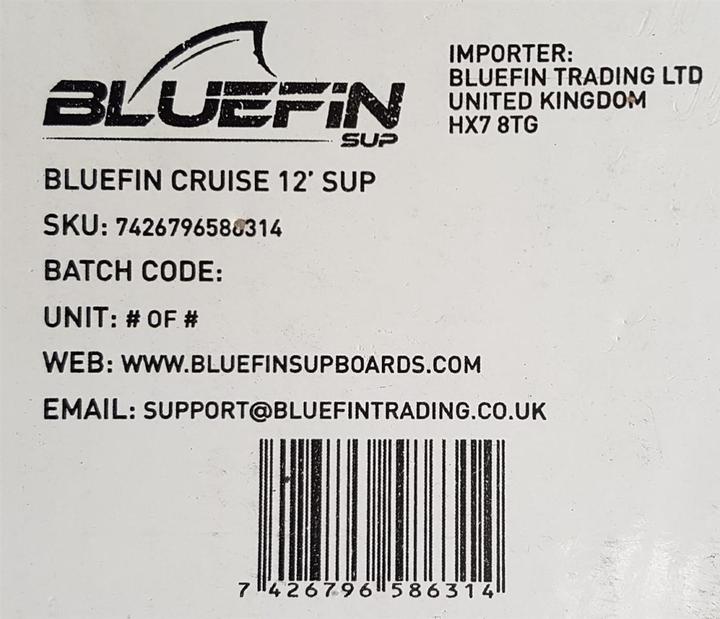 BLUEFiN
SUP
IMPORTER:
BLUEFIN TRADING LTD
UNITED KINGDOM
HX7 8TG
BLUEFIN CRUISE 12' SUP
SKU: 7426796586314
BATCH CODE:
UNIT: # OF #
WEB: WWW.BLUEFINSUPBOARDS.COM
EMAIL: SUPPORT@BLUEFINTRADING.CO.UK
7 426796 586314